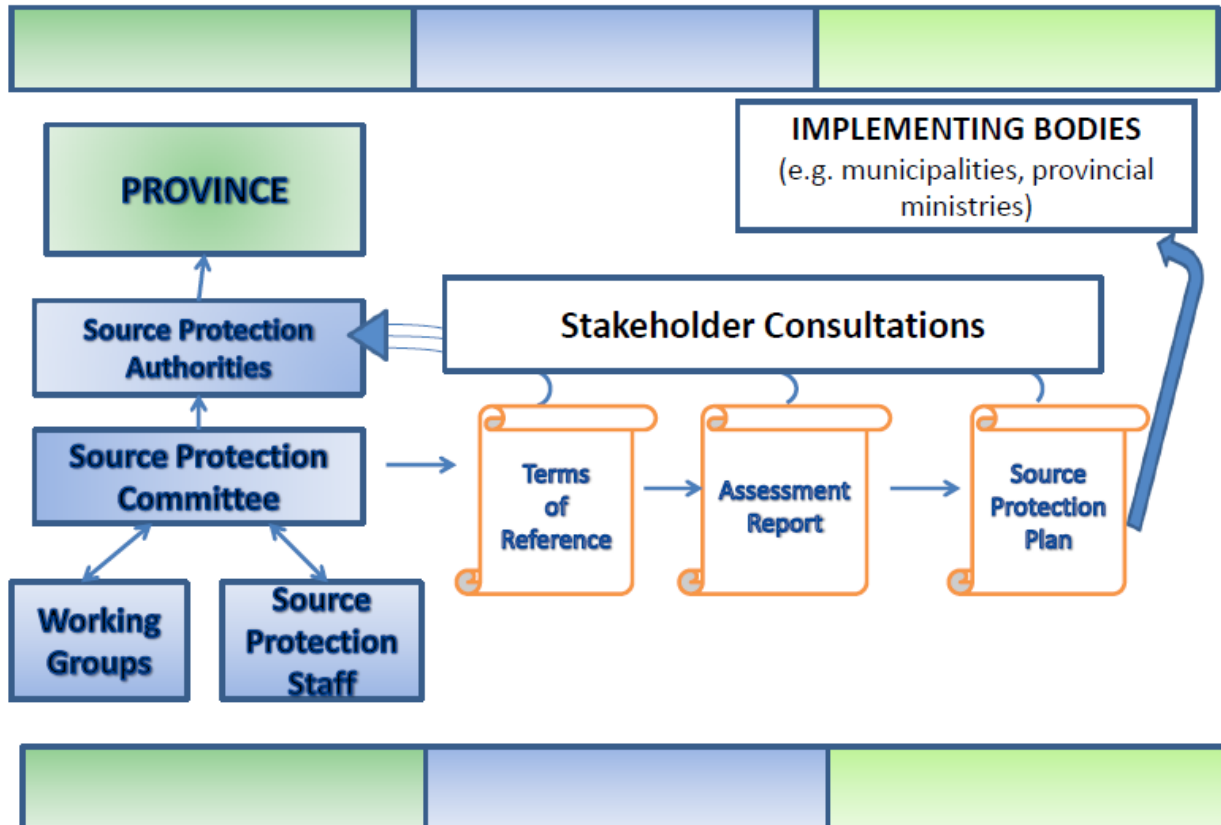 IMPLEMENTING BODIES
(e.g. municipalities, provincial
ministries)
PROVINCE
Source Protection
Authorities
Stakeholder Consultations
Source Protection
Committee
Terms
of
Reference
Assessment
Report
Source
Protection
Plan
Working
Groups
Source
Protection
Staff